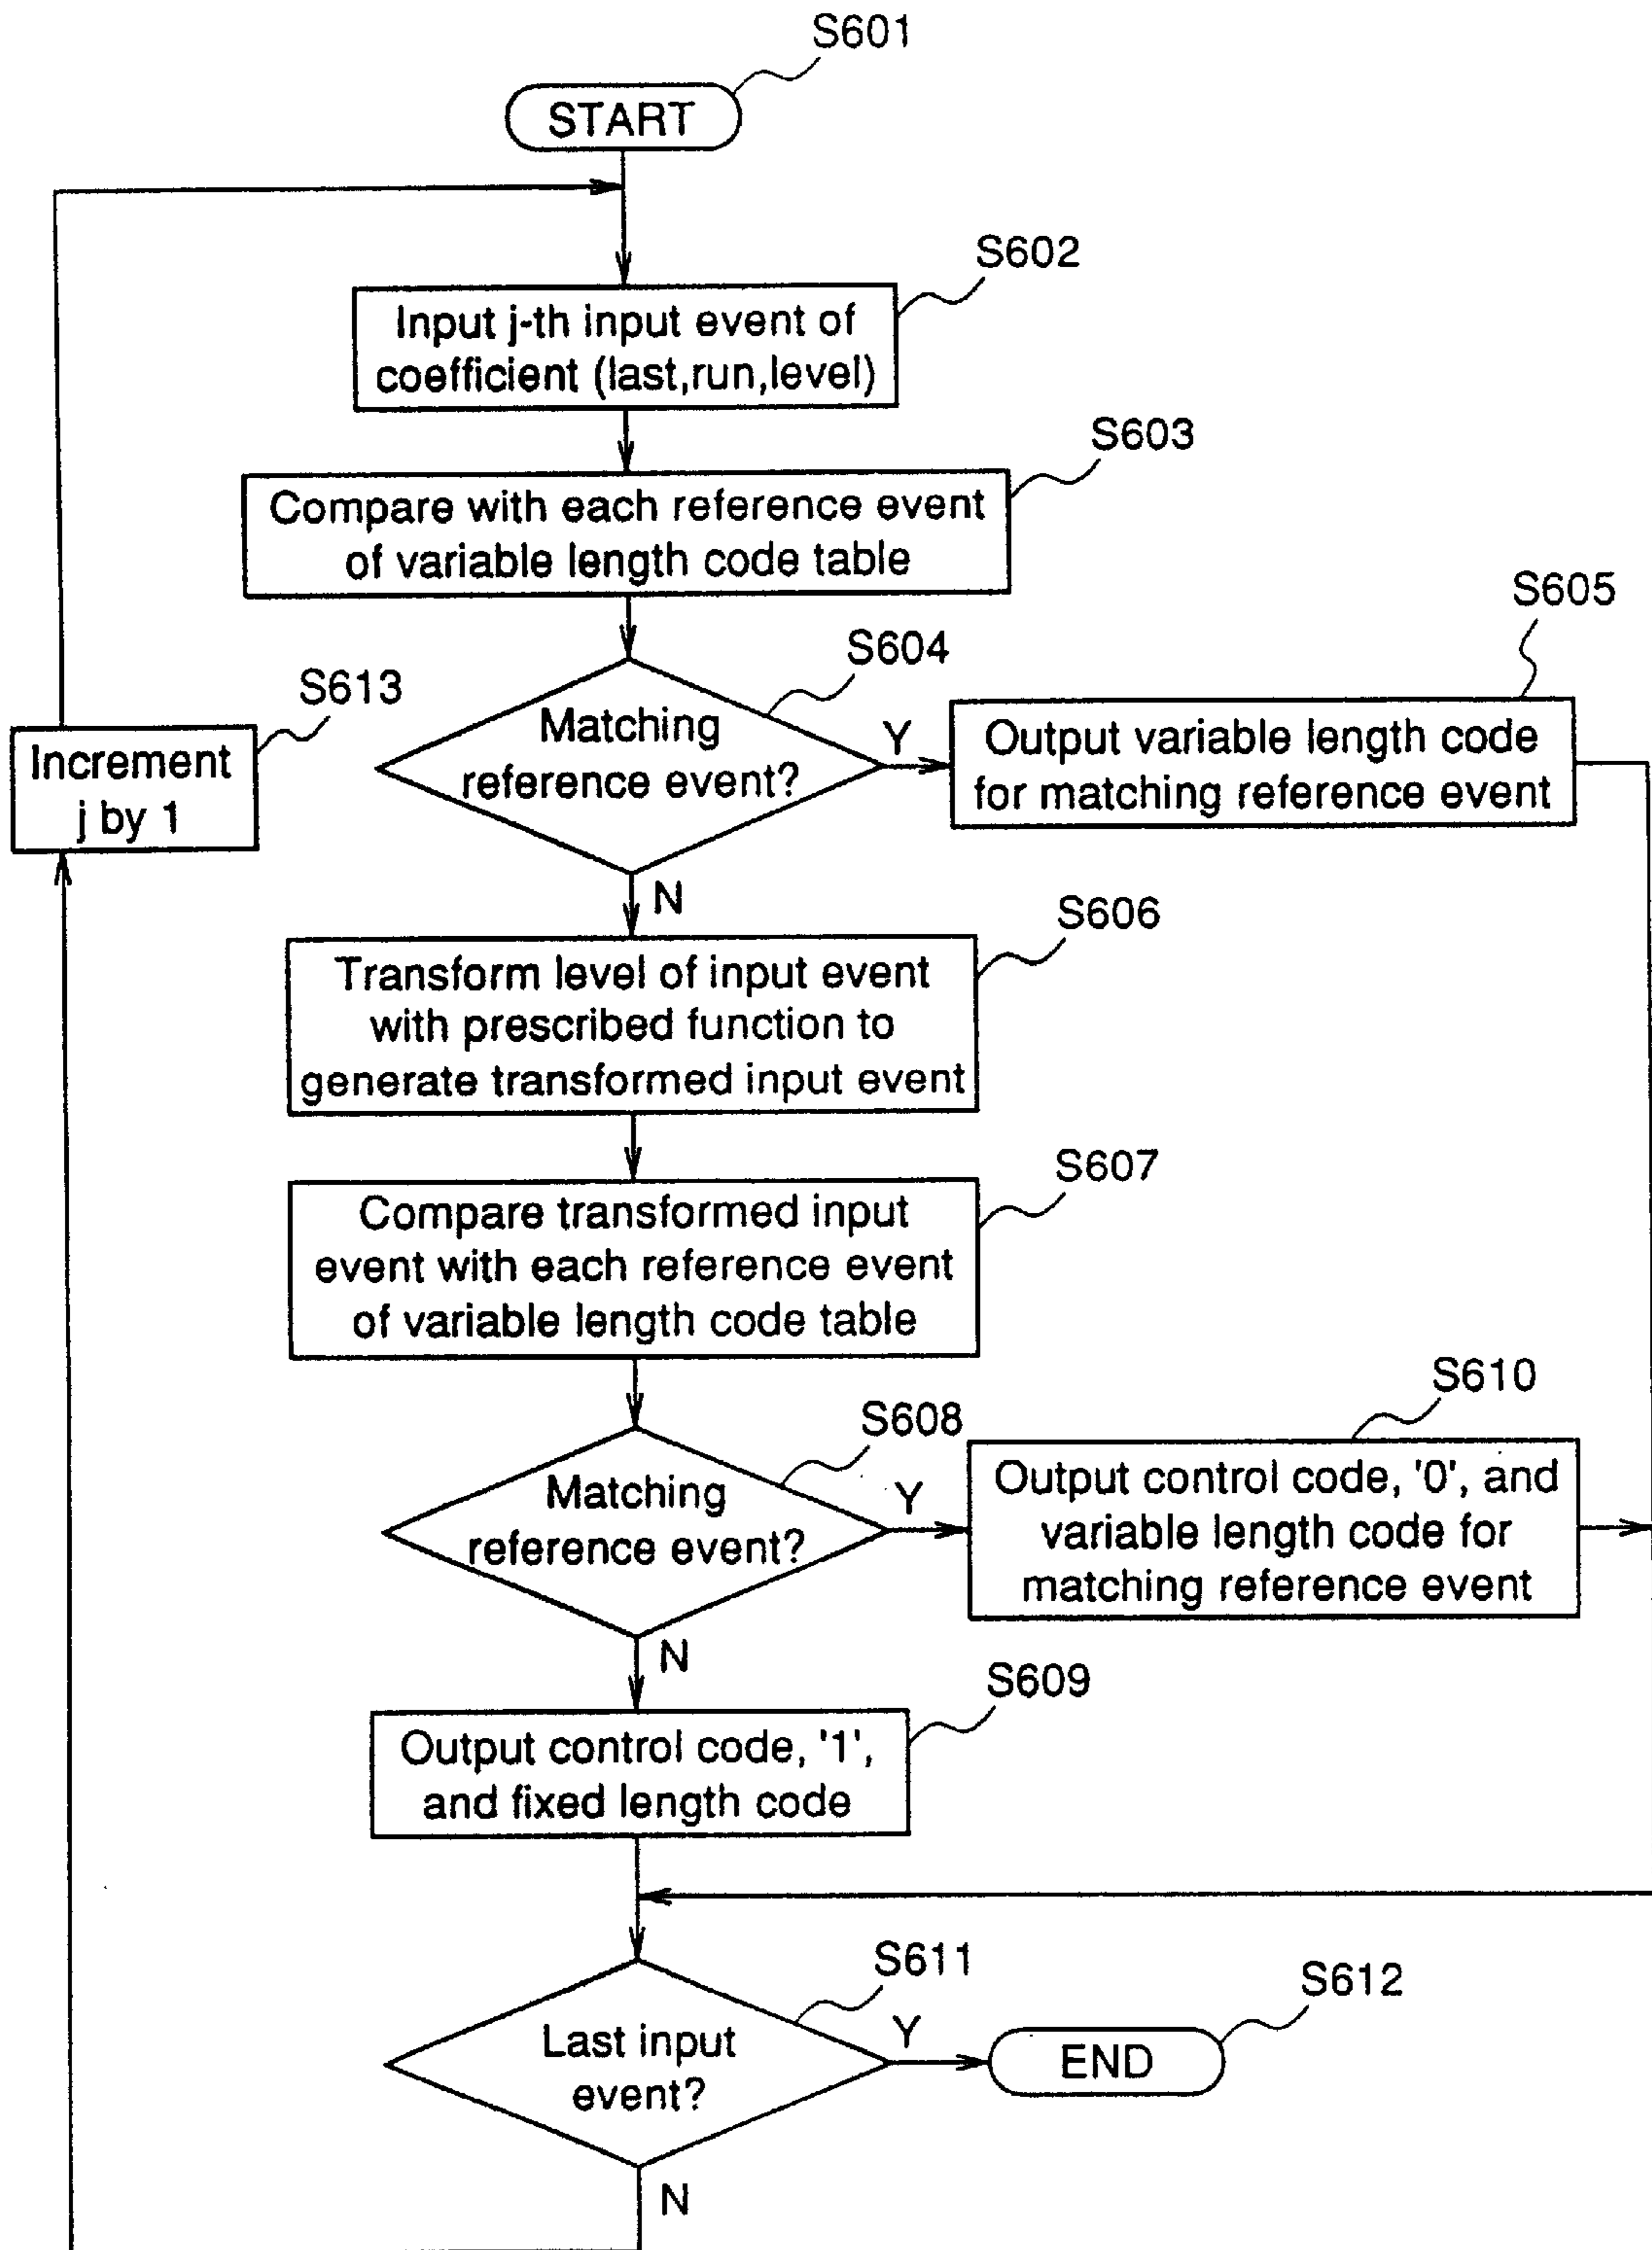 S601
START
S602
Input j-th input event of
coefficient (last,run,level)
S603
Compare with each reference event
of variable length code table
S604
Matching
reference event?
Y
S605
Output variable length code
for matching reference event
S613
Increment
j by 1
N
S606
Transform level of input event
with prescribed function to
generate transformed input event
S607
Compare transformed input
event with each reference event
of variable length code table
S608
Matching
reference event?
Y
S610
Output control code, '0', and
variable length code for
matching reference event
N
S609
Output control code, '1',
and fixed length code
S611
Last input
event?
Y
S612
END
N